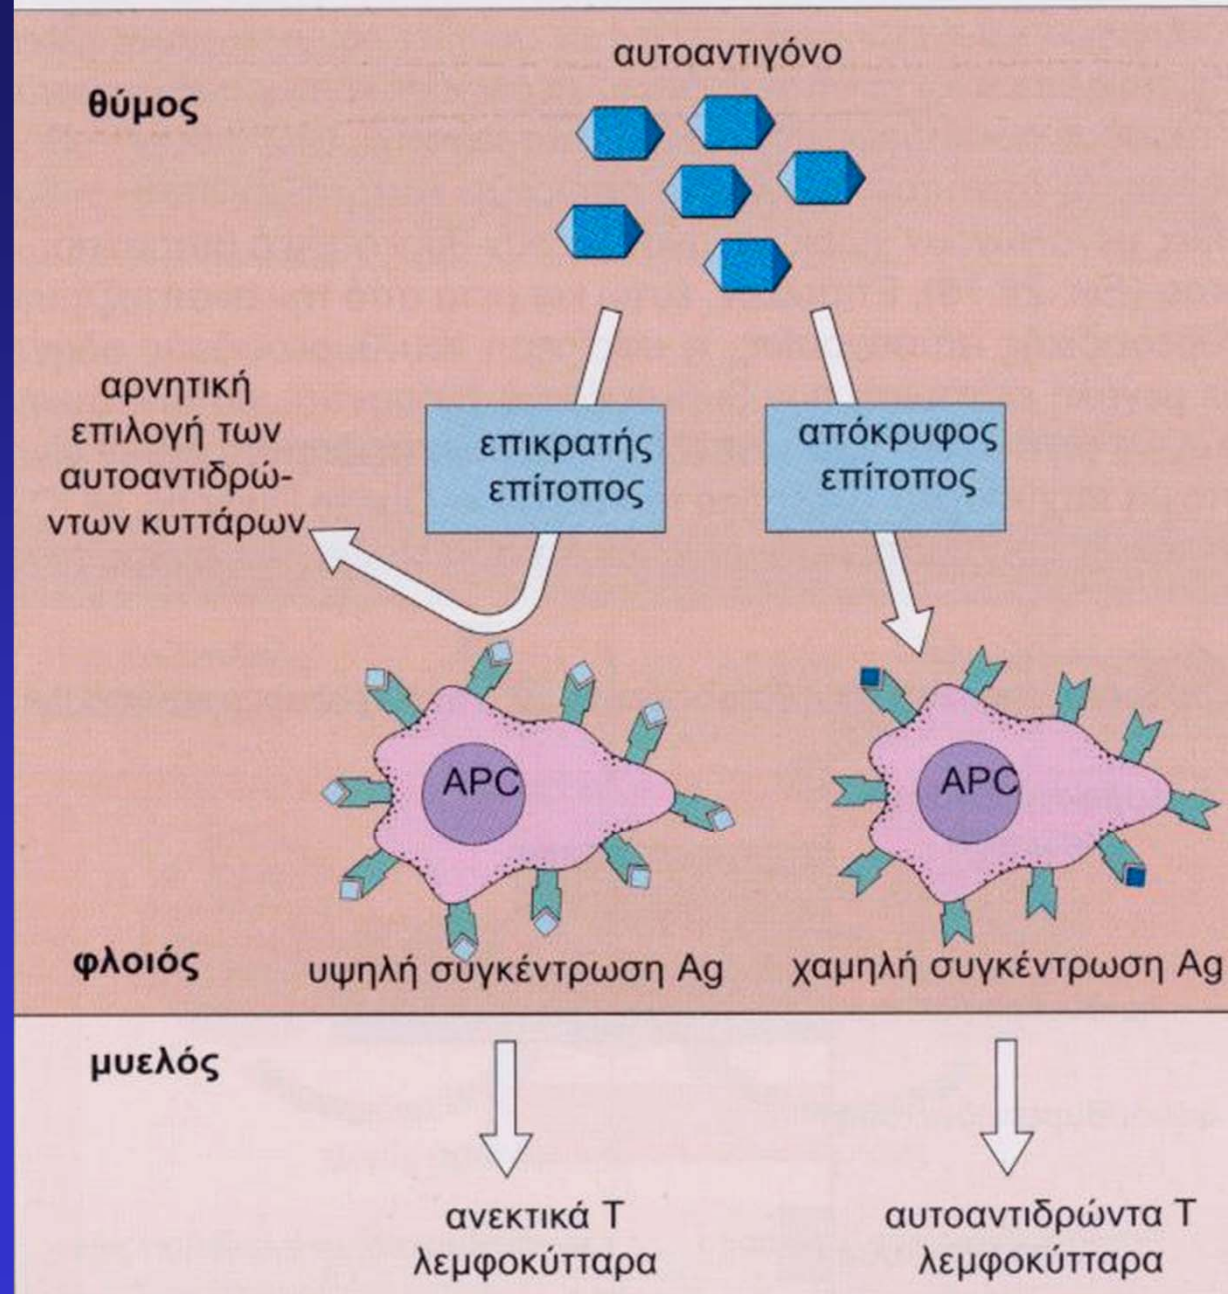 αυτοαντιγόνο
θύμος
αρνητική
επιλογή των
αυτοαντιδρώ-
ντων κυττάρων
επικρατής
επίτοπος
απόκρυφος
επίτοπος
APC
APC
φλοιός
υψηλή συγκέντρωση Ag
χαμηλή συγκέντρωση Ag
μυελός
ανεκτικά Τ
λεμφοκύτταρα
αυτοαντιδρώντα Τ
λεμφοκύτταρα